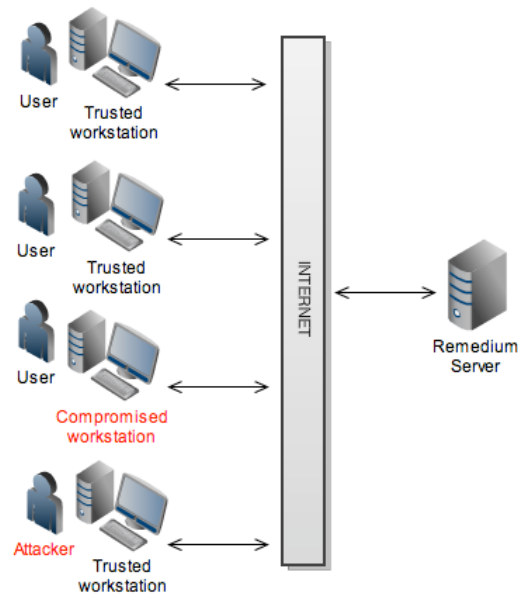 User
Trusted
workstation
User
Trusted
workstation
User
Compromised
workstation
Attacker
Trusted
workstation
INTERNET
Remedium
Server